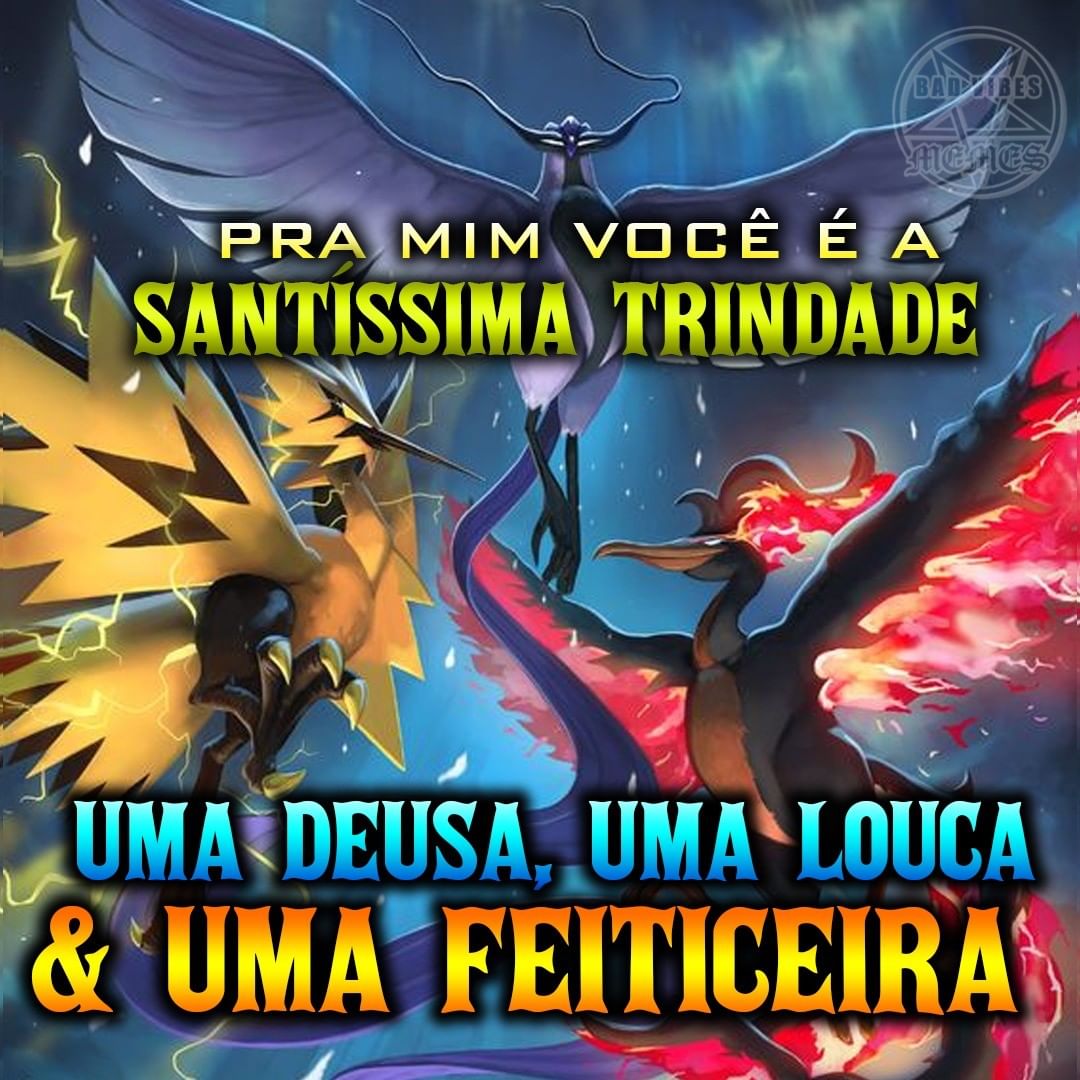 BAD VIBES
MEMES
PRA MIM VOCÊ É A
SANTÍSSIMA TRINDADE
UMA DEUSA, UMA LOUCA
& UMA FEITICEIRA